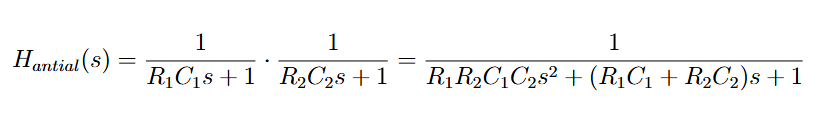 H_{antial}(s) = \frac{1}{R_1C_1s + 1} \cdot \frac{1}{R_2C_2s + 1} = \frac{1}{R_1R_2C_1C_2s^2 + (R_1C_1 + R_2C_2)s + 1}